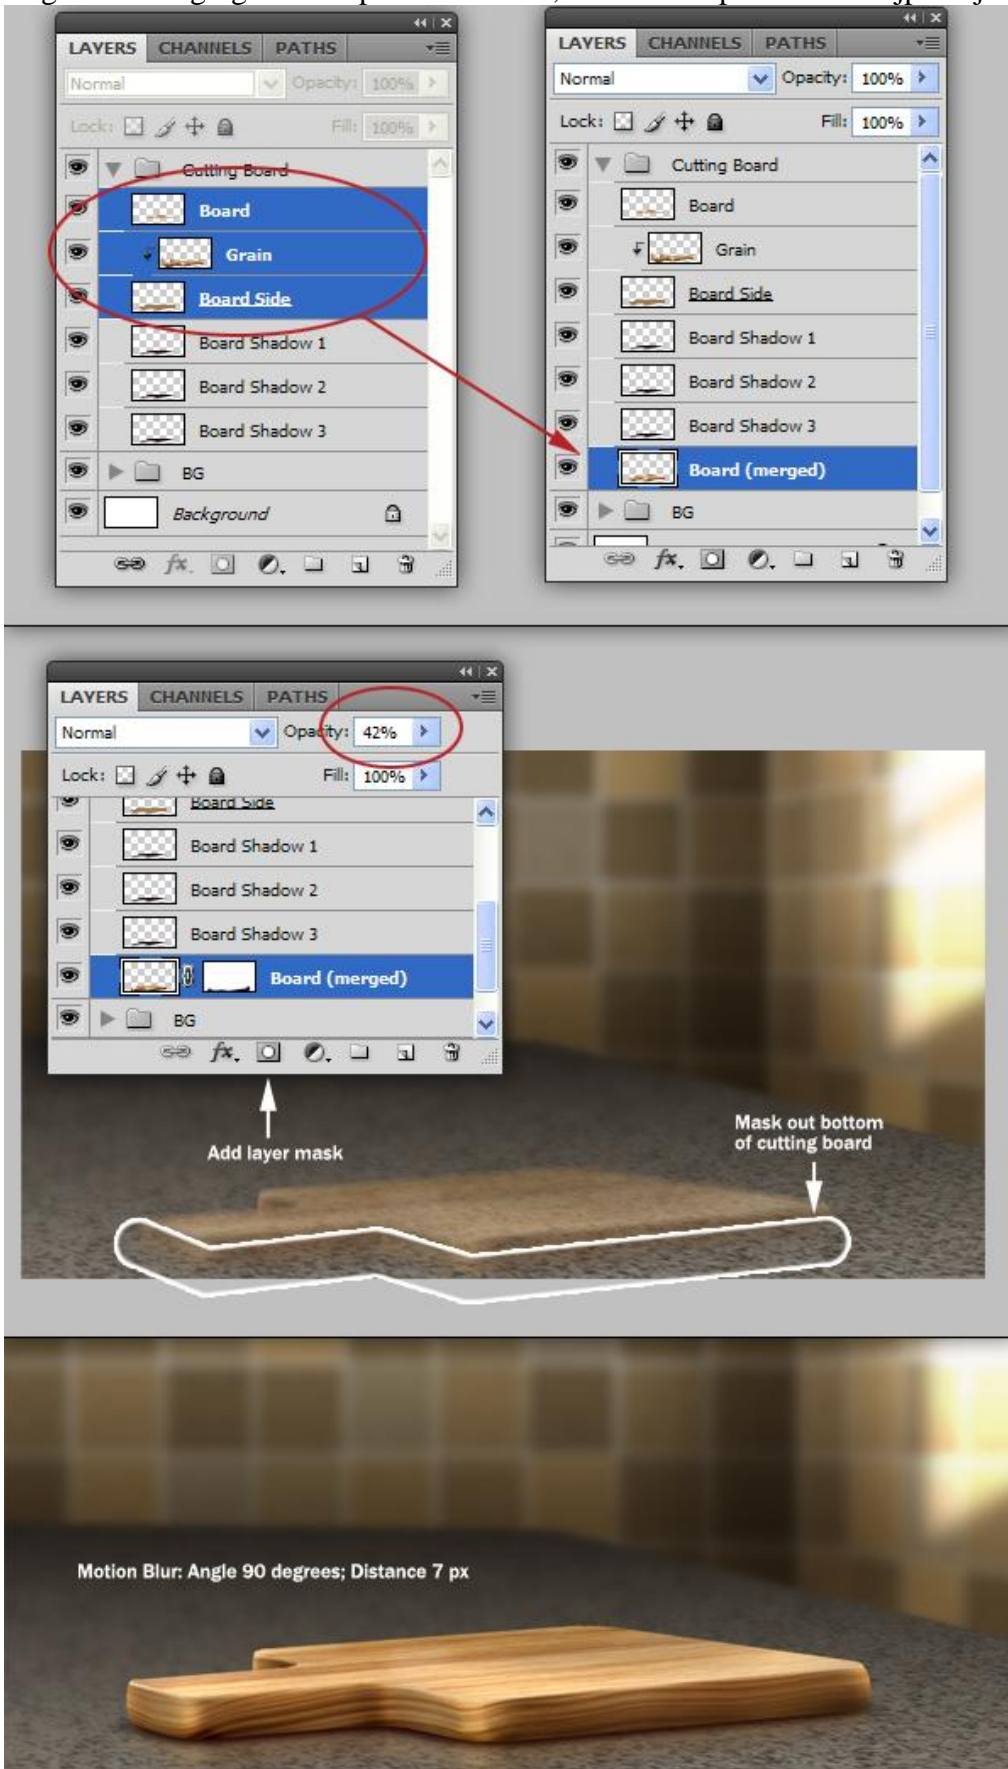 LAYERS CHANNELS PATHS
Normal Opacity: 100%
Lock: Fill: 100%
Cutting Board
Board
Grain
Board Side
Board Shadow 1
Board Shadow 2
Board Shadow 3
BG
Background
fx.
LAYERS CHANNELS PATHS
Normal Opacity: 100%
Lock: Fill: 100%
Cutting Board
Board
Grain
Board Side
Board Shadow 1
Board Shadow 2
Board Shadow 3
Board (merged)
BG
fx.
LAYERS CHANNELS PATHS
Normal Opacity: 42%
Lock: Fill: 100%
Board Side
Board Shadow 1
Board Shadow 2
Board Shadow 3
Board (merged)
BG
fx.
Add layer mask
Mask out bottom
of cutting board
Motion Blur: Angle 90 degrees; Distance 7 px